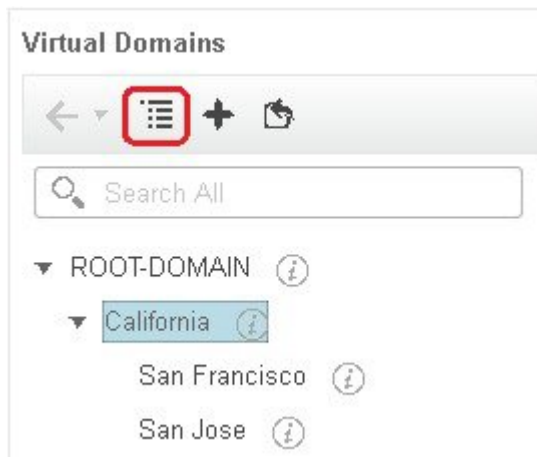 Virtual Domains
Search All
ROOT-DOMAIN
California
San Francisco
San Jose